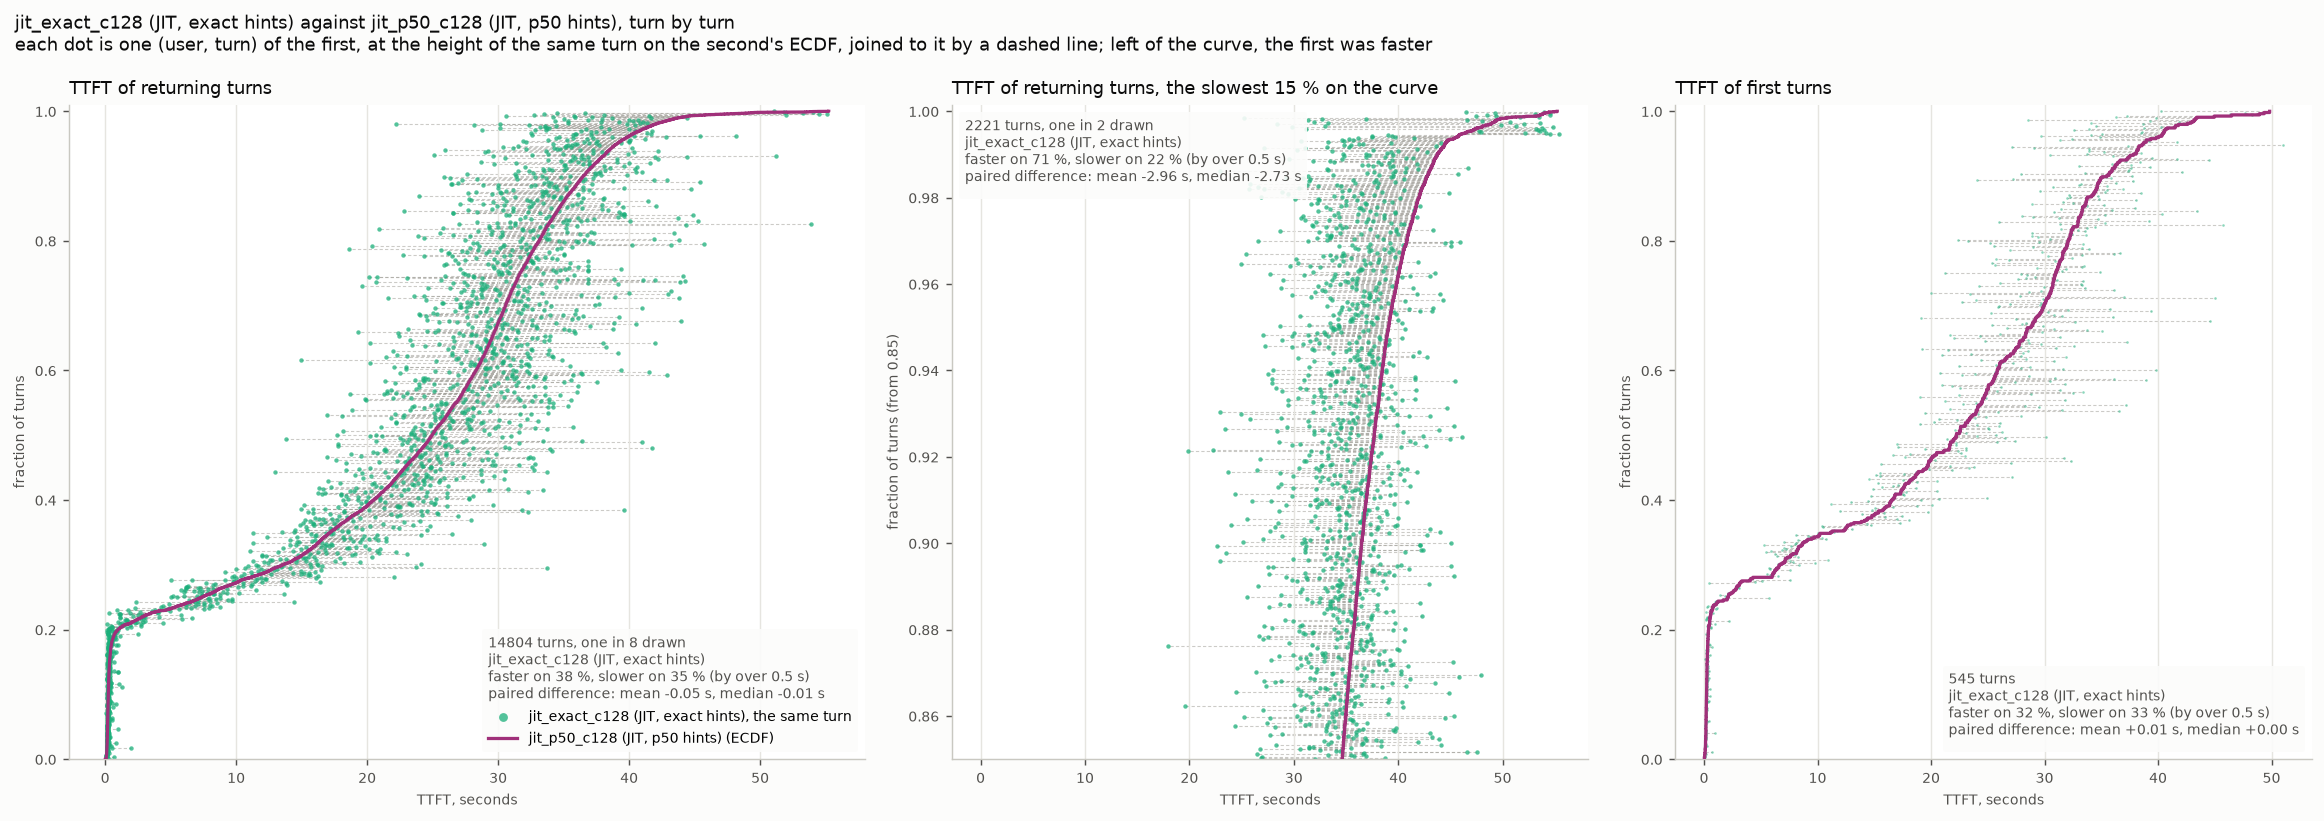 jit_exact_c128 (JIT, exact hints) against jit_p50_c128 (JIT, p50 hints), turn by turn
each dot is one (user, turn) of the first, at the height of the same turn on the second's ECDF, joined to it by a dashed line; left of the curve, the first was faster
TTFT of returning turns
1.0
0.8
0.6
0.4
0.2
0.0
fraction of turns
14804 turns, one in 8 drawn
jit_exact_c128 (JIT, exact hints)
faster on 38 %, slower on 35 % (by over 0.5 s)
paired difference: mean -0.05 s, median -0.01 s
jit_exact_c128 (JIT, exact hints), the same turn
jit_p50_c128 (JIT, p50 hints) (ECDF)
0 10 20 30 40 50
TTFT, seconds
TTFT of returning turns, the slowest 15 % on the curve
1.00
0.98
0.96
0.94
0.92
0.90
0.88
0.86
fraction of turns (from 0.85)
2221 turns, one in 2 drawn
jit_exact_c128 (JIT, exact hints)
faster on 71 %, slower on 22 % (by over 0.5 s)
paired difference: mean -2.96 s, median -2.73 s
0 10 20 30 40 50
TTFT, seconds
TTFT of first turns
1.0
0.8
0.6
0.4
0.2
0.0
fraction of turns
545 turns
jit_exact_c128 (JIT, exact hints)
faster on 32 %, slower on 33 % (by over 0.5 s)
paired difference: mean +0.01 s, median +0.00 s
0 10 20 30 40 50
TTFT, seconds